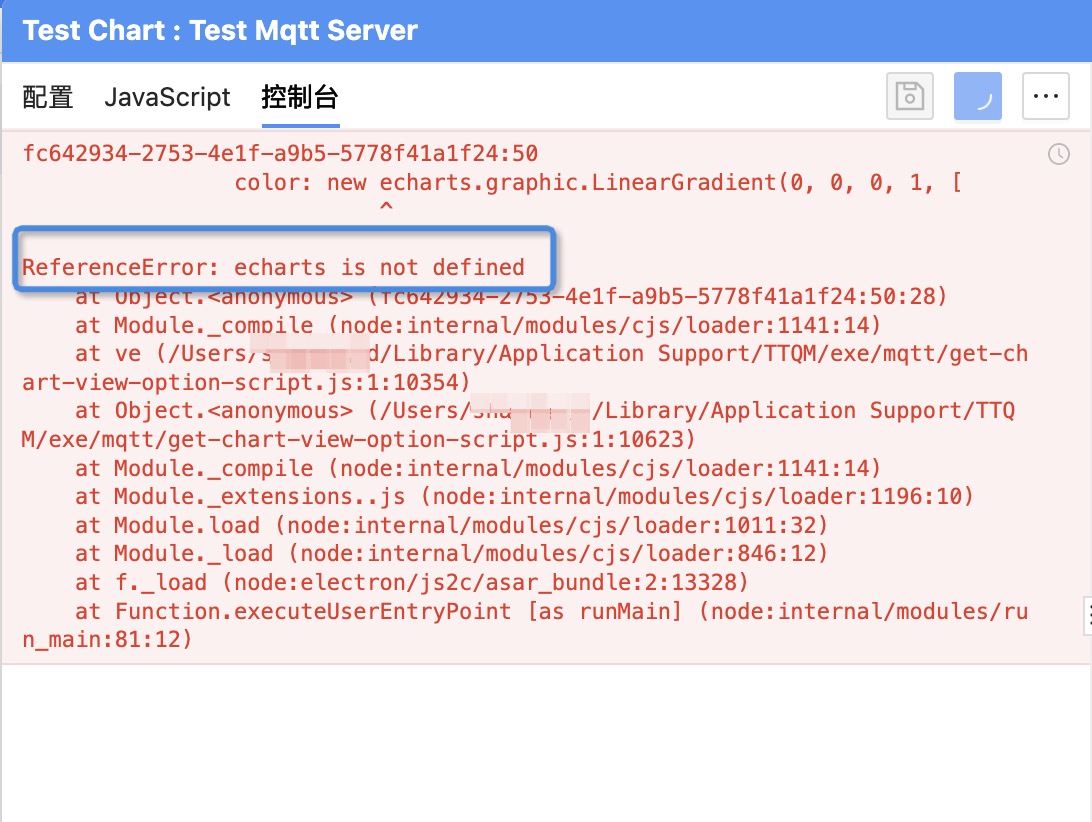 Test Chart : Test Mqtt Server
配置 JavaScript 控制台
fc642934-2753-4e1f-a9b5-5778f41a1f24:50
color: new echarts.graphic.LinearGradient(0, 0, 0, 1, [
^
ReferenceError: echarts is not defined
at Object.<anonymous> (fc642934-2753-4e1f-a9b5-5778f41a1f24:50:28)
at Module._compile (node:internal/modules/cjs/loader:1141:14)
at ve (/Users/ d/Library/Application Support/TTQM/exe/mqtt/get-ch
art-view-option-script.js:1:10354)
at Object.<anonymous> (/Users/ /Library/Application Support/TTQ
M/exe/mqtt/get-chart-view-option-script.js:1:10623)
at Module._compile (node:internal/modules/cjs/loader:1141:14)
at Module._extensions..js (node:internal/modules/cjs/loader:1196:10)
at Module.load (node:internal/modules/cjs/loader:1011:32)
at Module._load (node:internal/modules/cjs/loader:846:12)
at f._load (node:electron/js2c/asar_bundle:2:13328)
at Function.executeUserEntryPoint [as runMain] (node:internal/modules/ru
n_main:81:12)